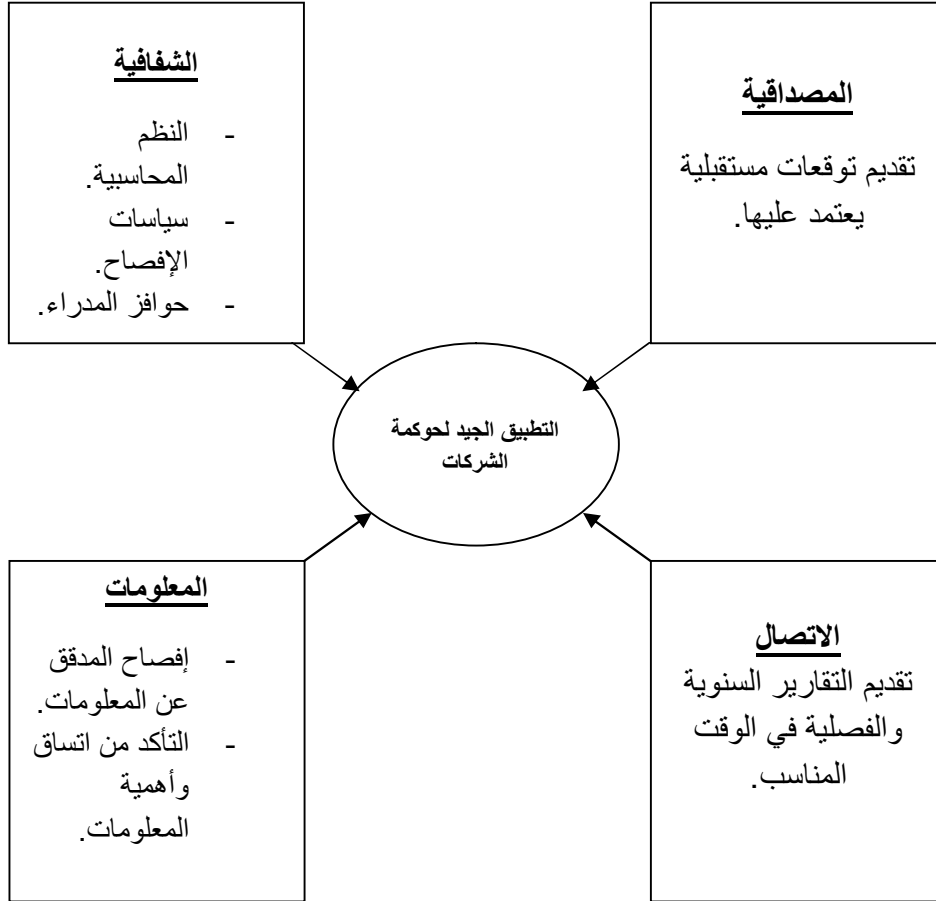 المصداقية
تقديم توقعات مستقبلية
يعتمد عليها.
الشفافية
- النظم
المحاسبية.
- سياسات
الإفصاح.
- حوافز المدراء.
التطبيق الجيد لحوكمة
الشركات
الاتصال
تقديم التقارير السنوية
والفصلية في الوقت
المناسب.
المعلومات
- إفصاح المدقق
عن المعلومات.
- التأكد من اتساق
وأهمية
المعلومات.